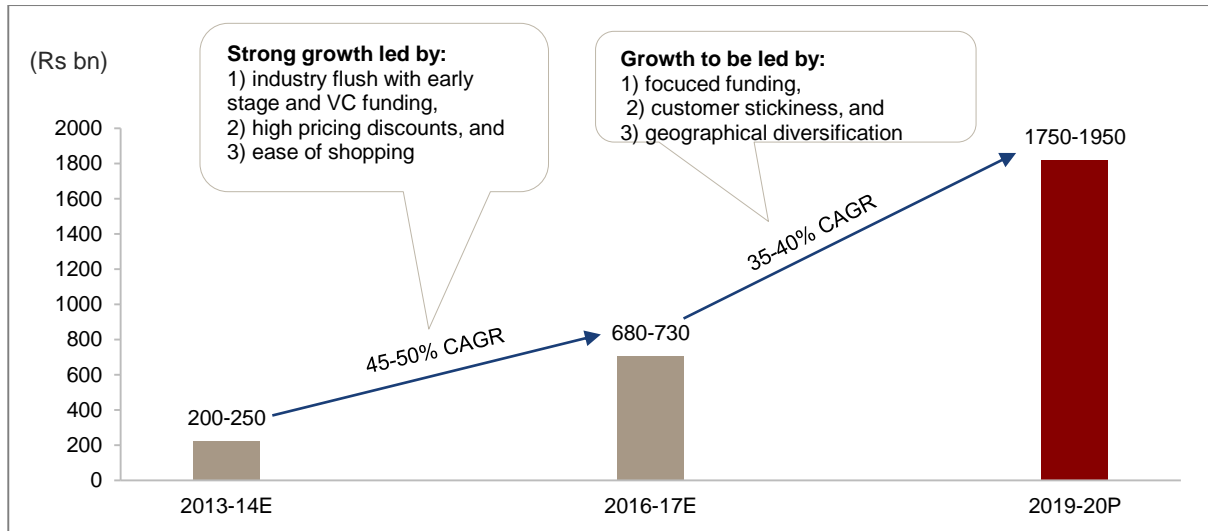 (Rs bn)
Strong growth led by:
1) industry flush with early
stage and VC funding,
2) high pricing discounts, and
3) ease of shopping
Growth to be led by:
1) focuced funding,
2) customer stickiness, and
3) geographical diversification
2000
1800
1600
1400
1200
1000
800
600
400
200
0
200-250
45-50% CAGR
680-730
35-40% CAGR
1750-1950
2013-14E
2016-17E
2019-20P